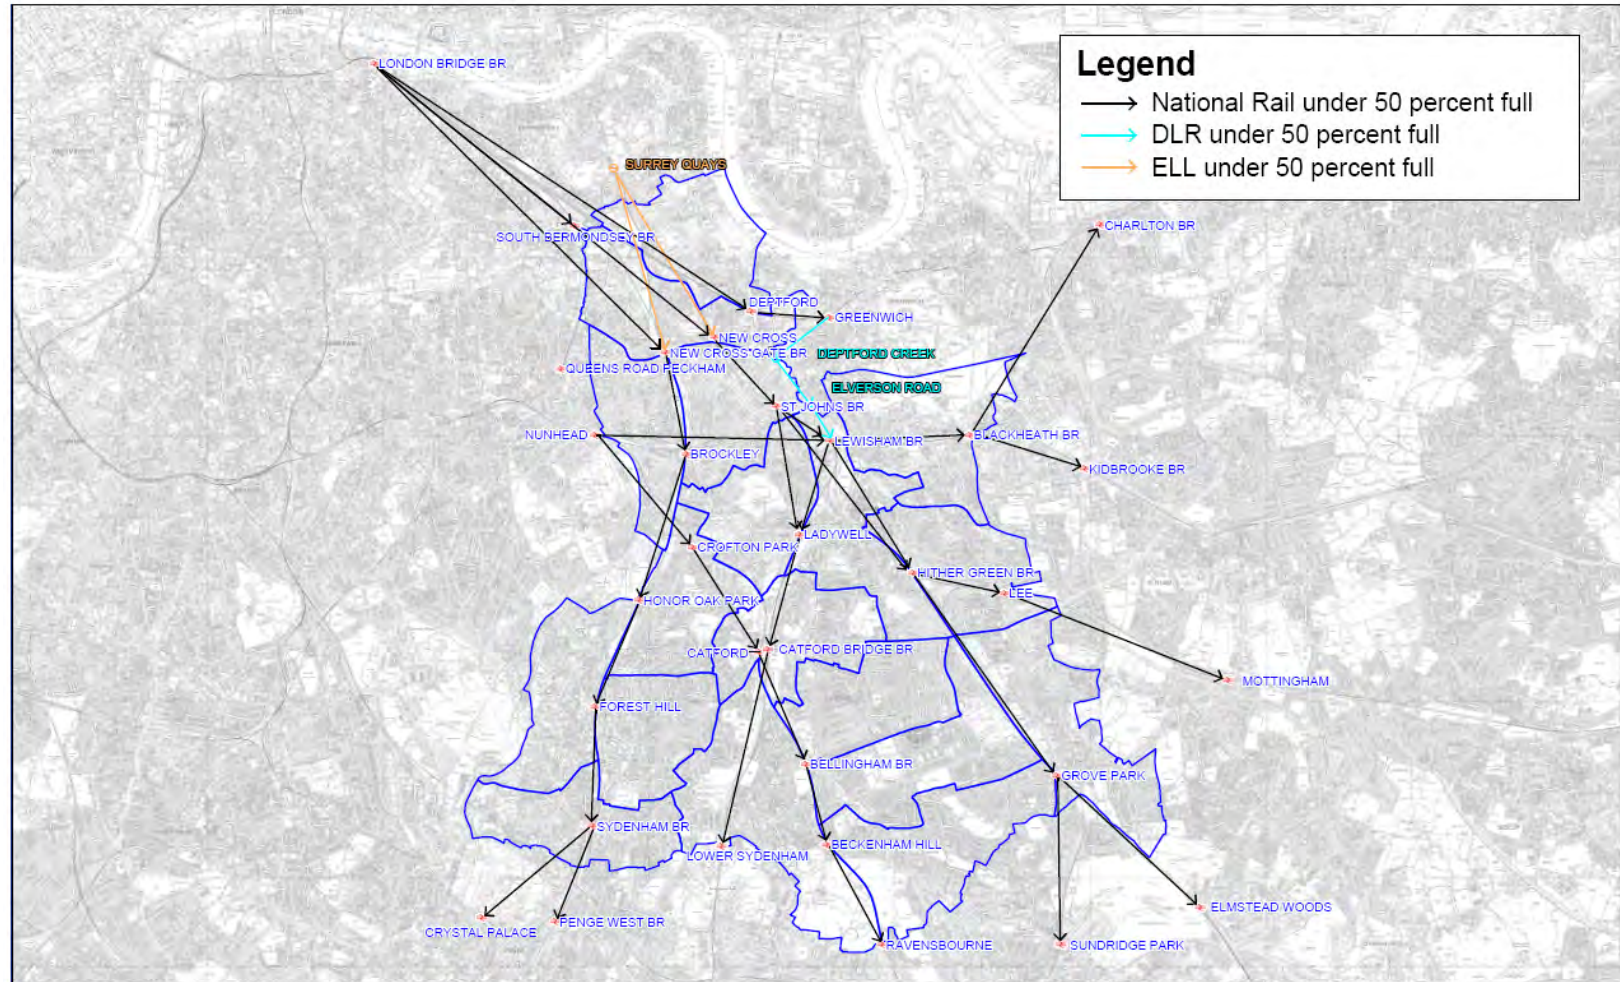 LONDON BRIDGE BR
Legend
National Rail under 50 percent full
DLR under 50 percent full
ELL under 50 percent full
SURREY QUAYS
SOUTH BERMONDSEY BR
CHARLTON BR
DEPTFORD
GREENWICH
NEW CROSS
NEW CROSS GATE BR
DEPTFORD CREEK
QUEENS ROAD PECKHAM
ELVERSON ROAD
ST JOHNS BR
NUNHEAD
LEWISHAM BR
BLACKHEATH BR
BROCKLEY
KIDBROOKE BR
LADYWELL
CROFTON PARK
HITHER GREEN BR
LEE
HONOR OAK PARK
CATFORD
CATFORD BRIDGE BR
MOTTINGHAM
FOREST HILL
BELLINGHAM BR
GROVE PARK
SYDENHAM BR
LOWER SYDENHAM
BECKENHAM HILL
ELMSTEAD WOODS
CRYSTAL PALACE
PENGE WEST BR
RAVENSBOURNE
SUNDRIDGE PARK